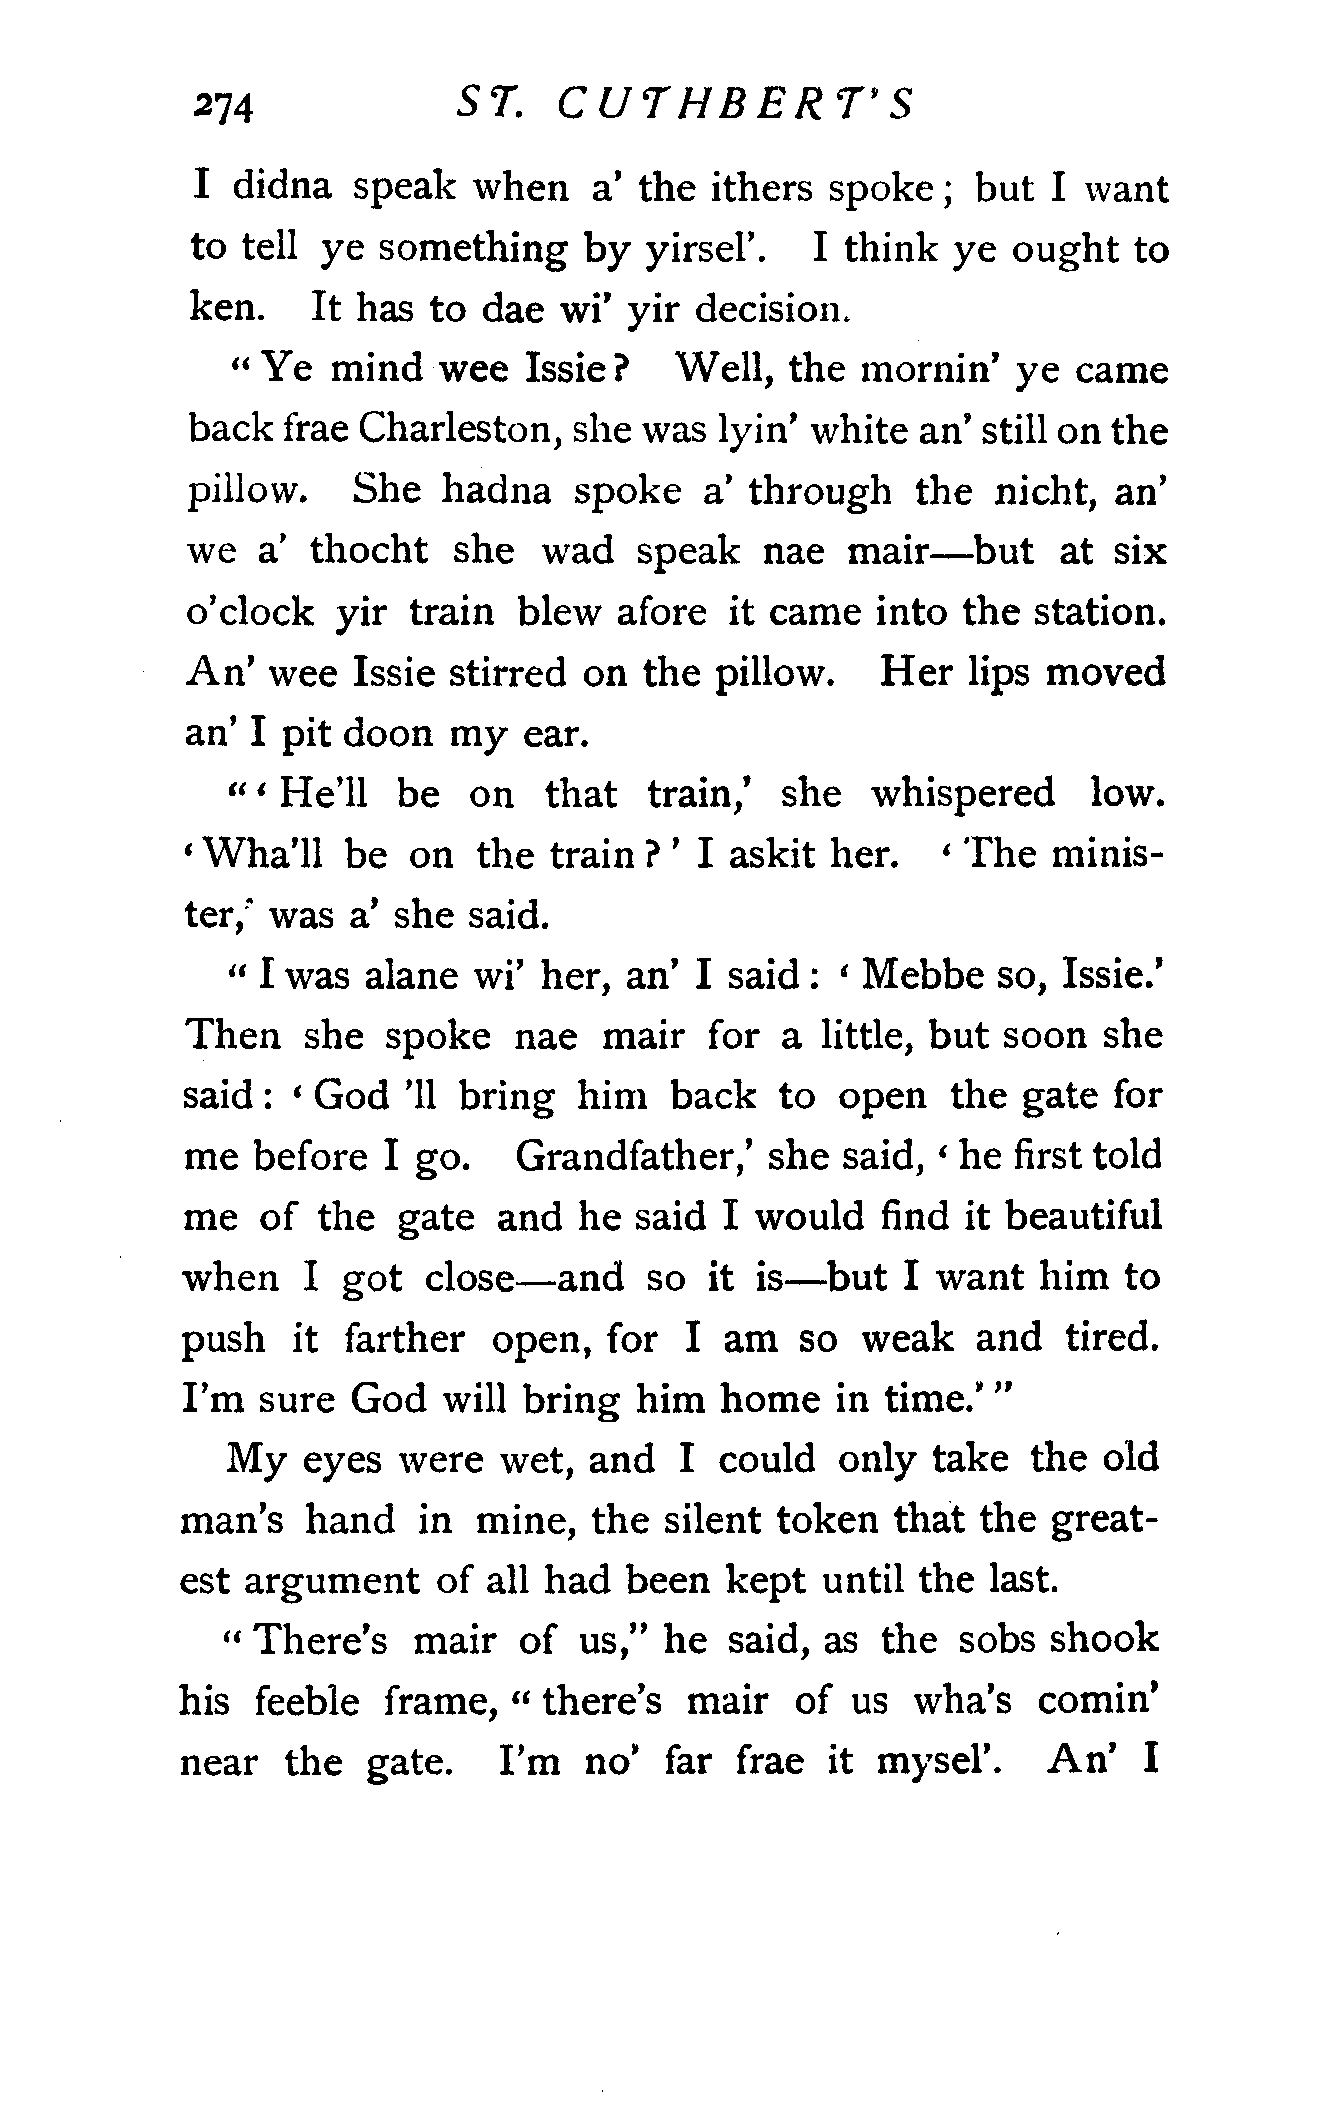 274 ST. CUTHBERT'S
I didna speak when a' the ithers spoke; but I want
to tell ye something by yirsel'. I think ye ought to
ken. It has to dae wi' yir decision.
"Ye mind wee Issie? Well, the mornin' ye came
back frae Charleston, she was lyin' white an' still on the
pillow. She hadna spoke a' through the nicht, an'
we a' thocht she wad speak nae mair—but at six
o'clock yir train blew afore it came into the station.
An' wee Issie stirred on the pillow. Her lips moved
an' I pit doon my ear.
"'He'll be on that train,' she whispered low.
'Wha'll be on the train?' I askit her. 'The minis-
ter,' was a' she said.
"I was alane wi' her, an' I said: 'Mebbe so, Issie.'
Then she spoke nae mair for a little, but soon she
said: 'God 'll bring him back to open the gate for
me before I go. Grandfather,' she said, 'he first told
me of the gate and he said I would find it beautiful
when I got close—and so it is—but I want him to
push it farther open, for I am so weak and tired.
I'm sure God will bring him home in time.'"
My eyes were wet, and I could only take the old
man's hand in mine, the silent token that the great-
est argument of all had been kept until the last.
"There's mair of us," he said, as the sobs shook
his feeble frame, "there's mair of us wha's comin'
near the gate. I'm no' far frae it mysel'. An' I